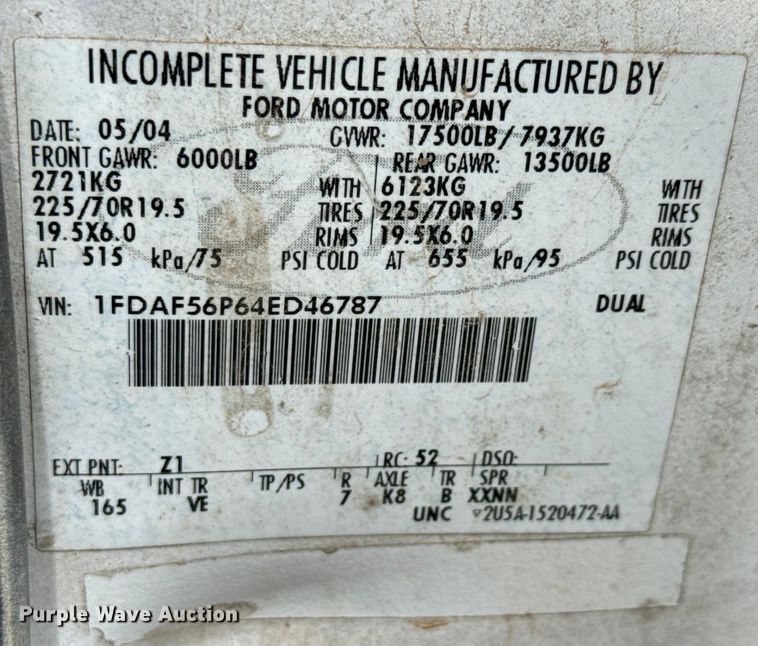 INCOMPLETE VEHICLE MANUFACTURED BY
FORD MOTOR COMPANY
DATE: 05/04 GVWR: 17500LB/7937KG
FRONT GAWR: 6000LB REAR GAWR: 13500LB
2721KG WITH 6123KG WITH
225/70R19.5 TIRES 225/70R19.5 TIRES
19.5X6.0 RIMS 19.5X6.0 RIMS
AT 515 kPa/75 PSI COLD AT 655 kPa/95 PSI COLD
VIN: 1FDAF56P64ED46787 DUAL
EXT PNT: Z1 RC: 52 DSO:
WB INT TR TP/PS R AXLE TR SPR
165 VE 7 K8 B XXNN
UNC 2U5A-1520472-AA
Purple Wave Auction